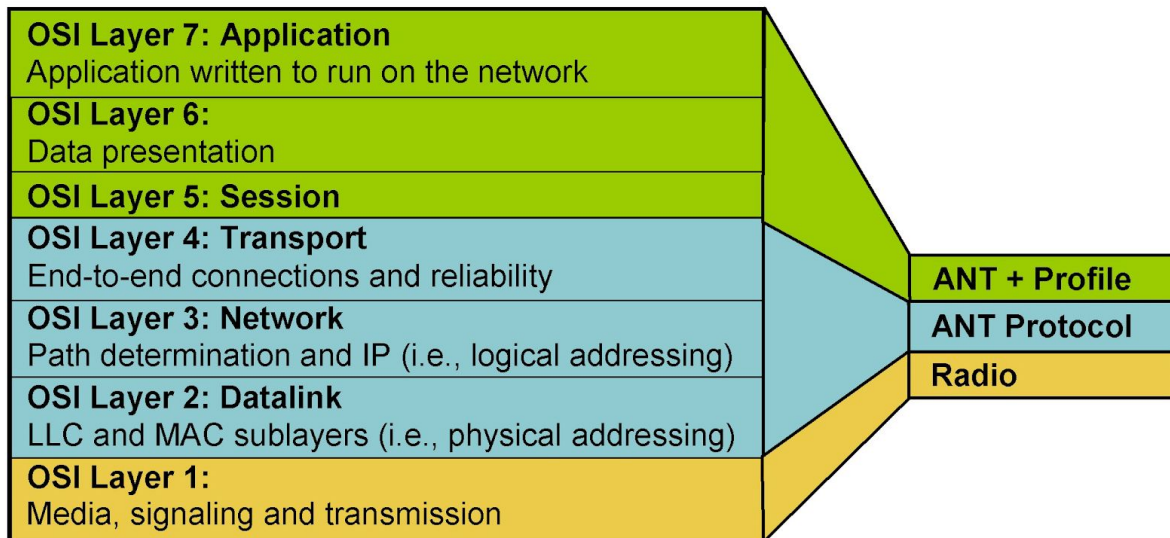 OSI Layer 7: Application
Application written to run on the network
OSI Layer 6:
Data presentation
OSI Layer 5: Session
OSI Layer 4: Transport
End-to-end connections and reliability
OSI Layer 3: Network
Path determination and IP (i.e., logical addressing)
OSI Layer 2: Datalink
LLC and MAC sublayers (i.e., physical addressing)
OSI Layer 1:
Media, signaling and transmission
ANT + Profile
ANT Protocol
Radio